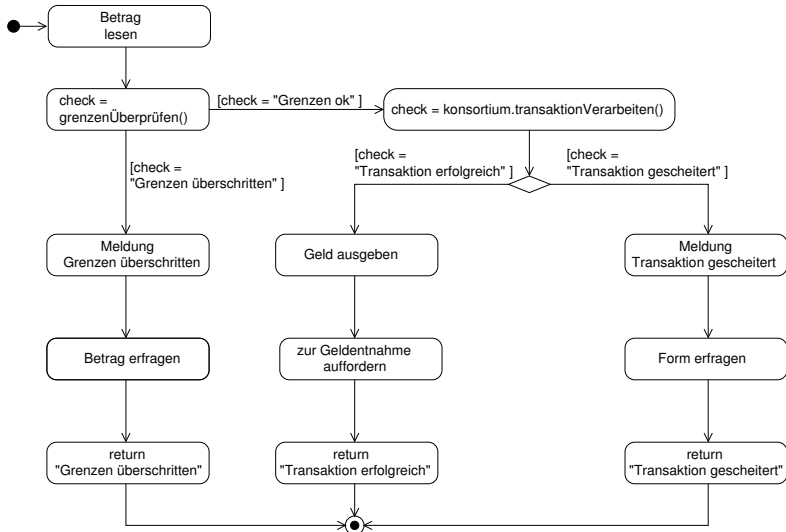 Betrag
lesen
check =
grenzenÜberprüfen()
[check = "Grenzen ok" ]
check = konsortium.transaktionVerarbeiten()
[check =
"Grenzen überschritten" ]
[check =
"Transaktion erfolgreich" ]
[check =
"Transaktion gescheitert" ]
Meldung
Grenzen überschritten
Geld ausgeben
Meldung
Transaktion gescheitert
Betrag erfragen
zur Geldentnahme
auffordern
Form erfragen
return
"Grenzen überschritten"
return
"Transaktion erfolgreich"
return
"Transaktion gescheitert"